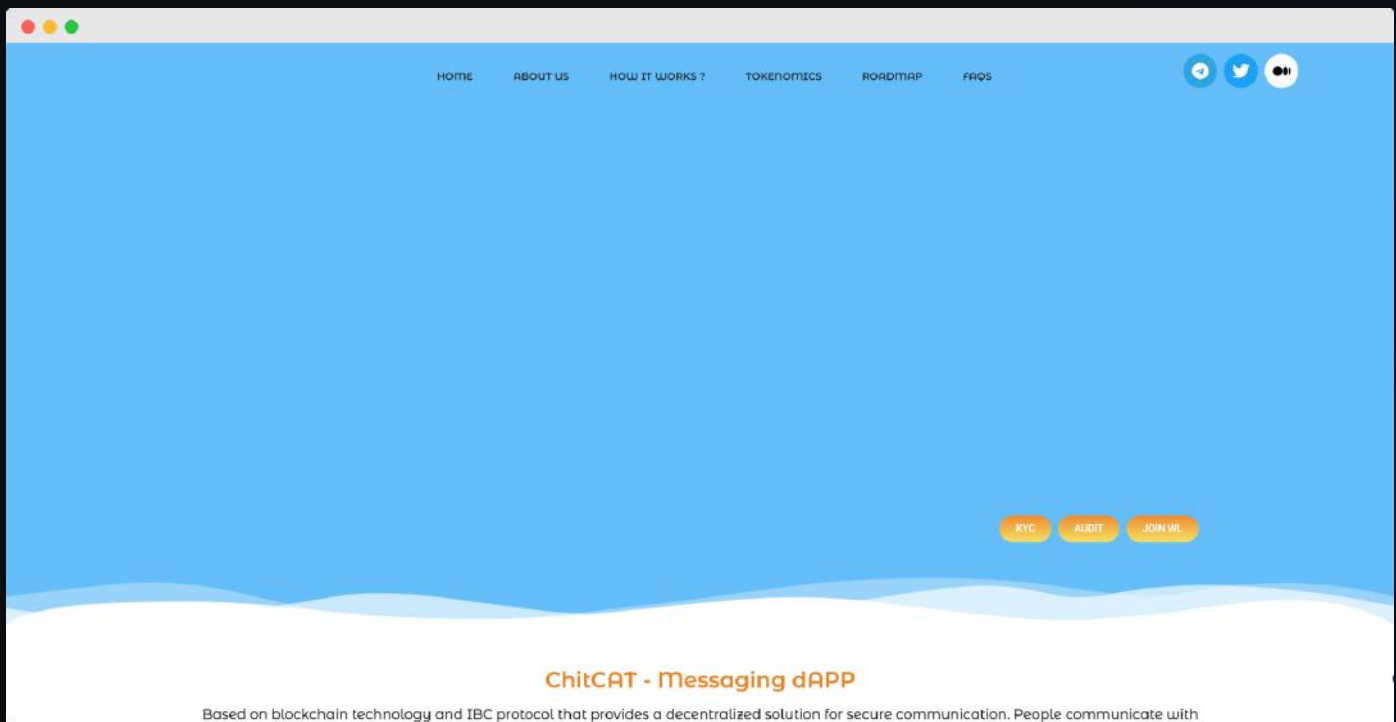 HOME ABOUT US HOW IT WORKS ? TOKENOMICS ROADMAP FAQS
KYC AUDIT JOIN WL
ChitCAT - Messaging dAPP
Based on blockchain technology and IBC protocol that provides a decentralized solution for secure communication. People communicate with